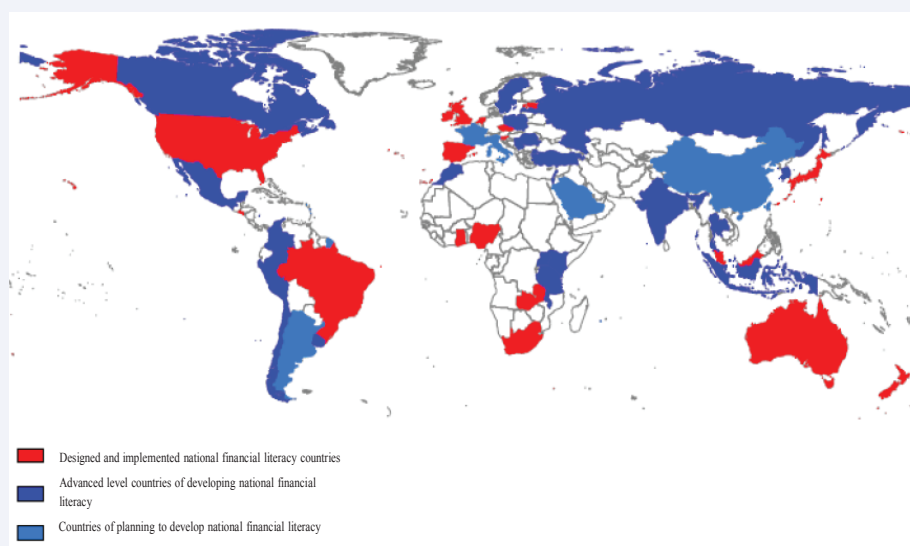 Designed and implemented national financial literacy countries
Advanced level countries of developing national financial
literacy
Countries of planning to develop national financial literacy